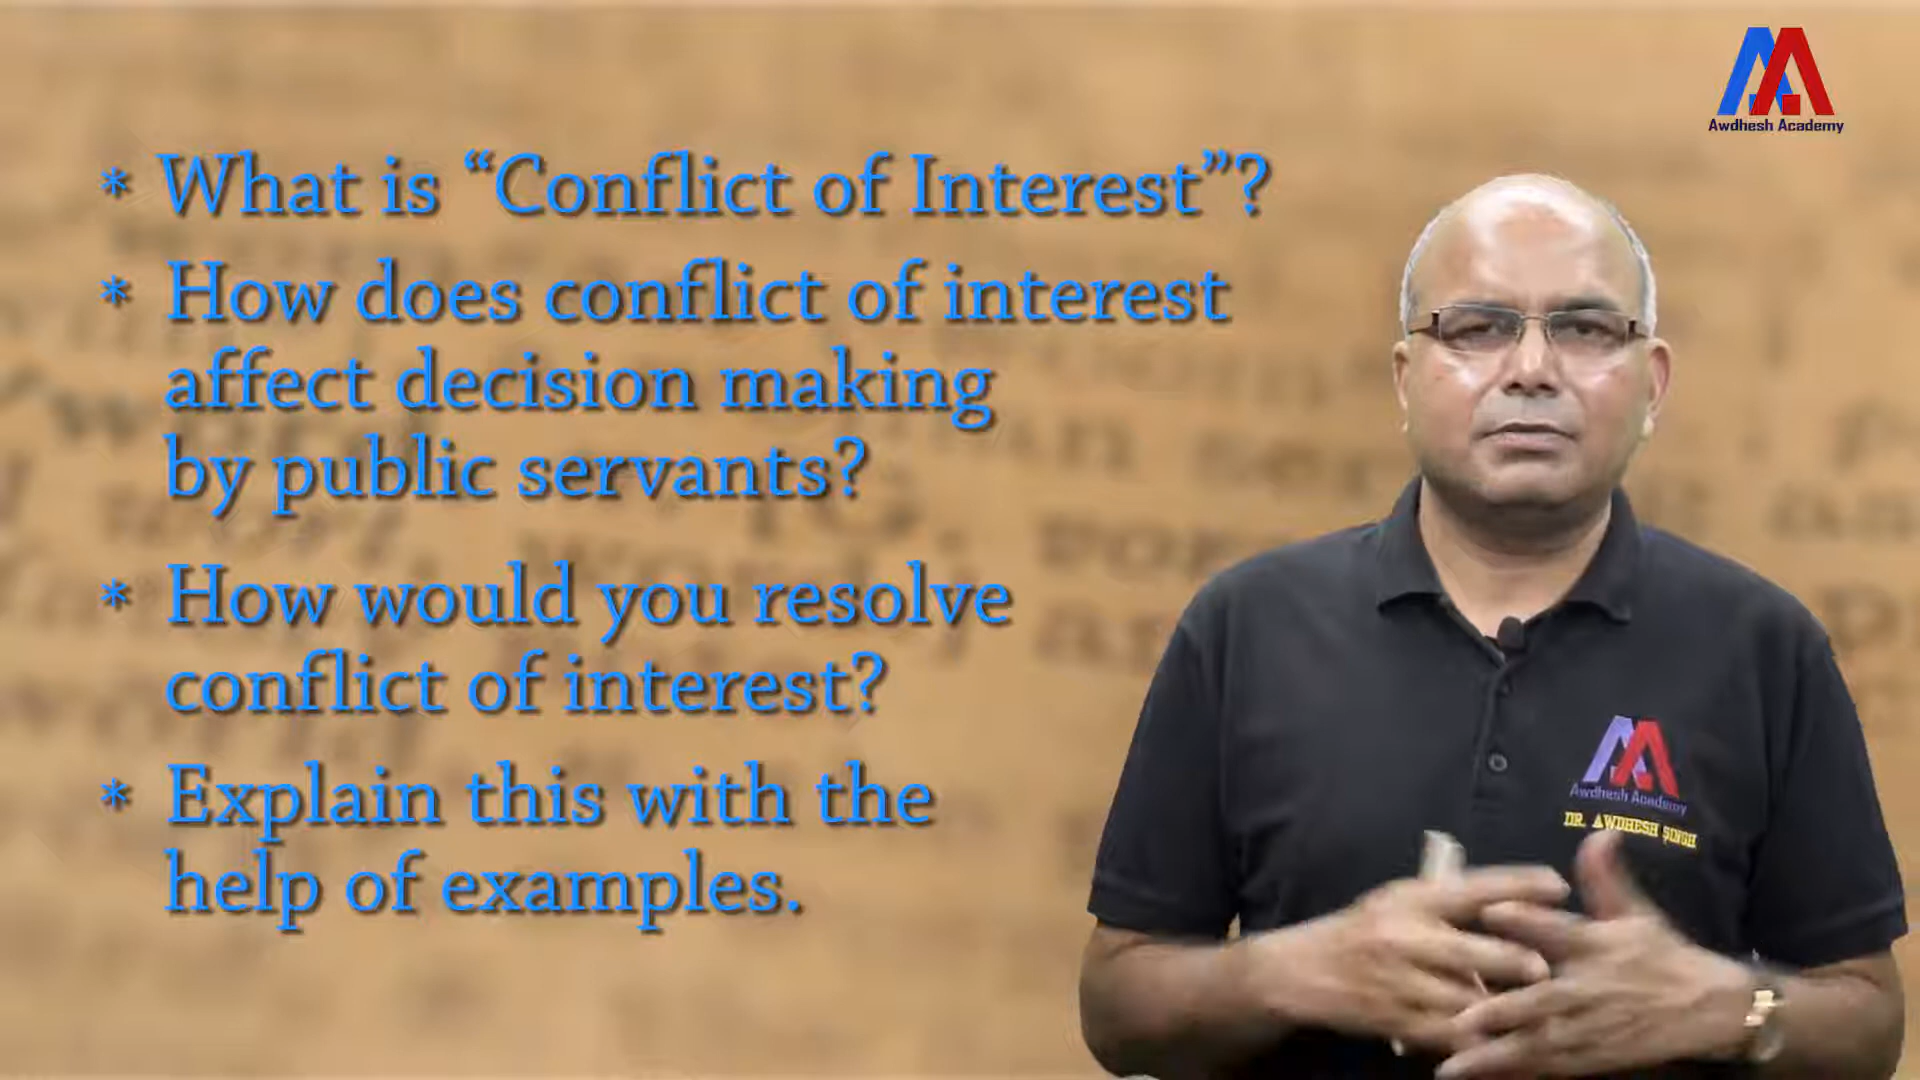 Awdhesh Academy
* What is “Conflict of Interest”?
* How does conflict of interest
affect decision making
by public servants?
* How would you resolve
conflict of interest?
* Explain this with the
help of examples.
Awdhesh Academy
DR. AWDHESH SINGH